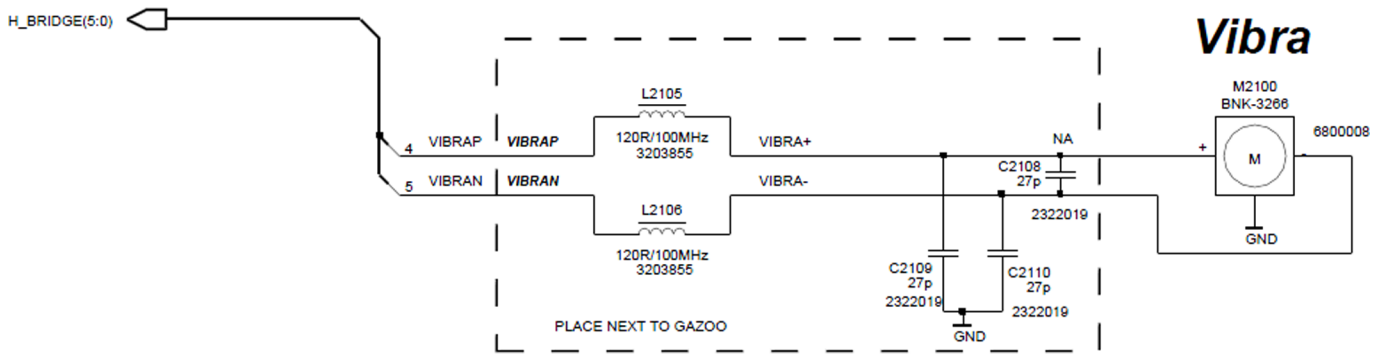 H_BRIDGE(5:0)
Vibra
M2100
BNK-3266
L2105
6800008
120R/100MHz
3203855
4
VIBRAP
VIBRAP
VIBRA+
NA
+
M
-
C2108
27p
5
VIBRAN
VIBRAN
VIBRA-
L2106
2322019
GND
120R/100MHz
3203855
C2109
27p
2322019
C2110
27p
2322019
PLACE NEXT TO GAZOO
GND